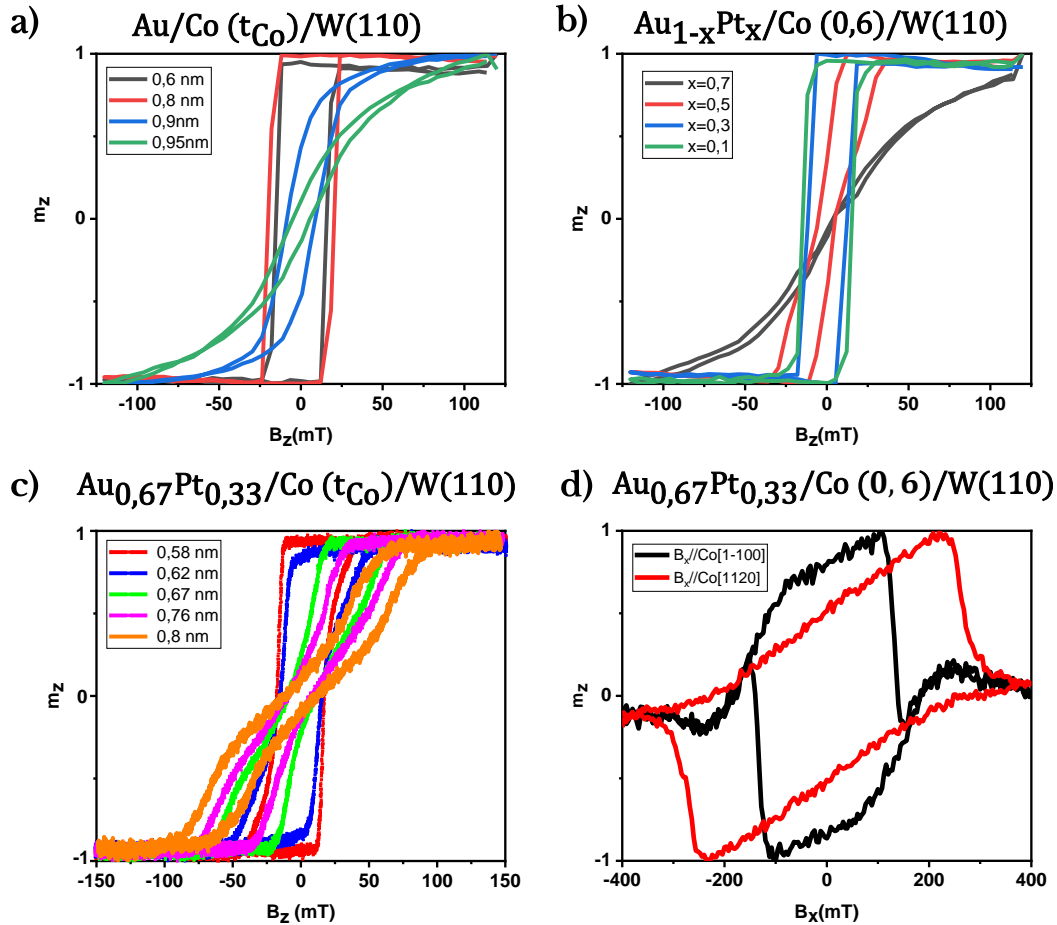 a) Au/Co (tCo)/W(110)
1
0
-1
mz
0,6 nm
0,8 nm
0,9nm
0,95nm
-100 -50 0 50 100
Bz(mT)
b) Au1-xPtx/Co (0,6)/W(110)
1
0
-1
mz
x=0,7
x=0,5
x=0,3
x=0,1
-100 -50 0 50 100
Bz(mT)
c) Au0,67Pt0,33/Co (tCo)/W(110)
1
0
-1
mz
0,58 nm
0,62 nm
0,67 nm
0,76 nm
0,8 nm
-150 -100 -50 0 50 100 150
Bz (mT)
d) Au0,67Pt0,33/Co (0, 6)/W(110)
1
0
-1
mz
Bx//Co[1-100]
Bx//Co[1120]
-400 -200 0 200 400
Bx(mT)